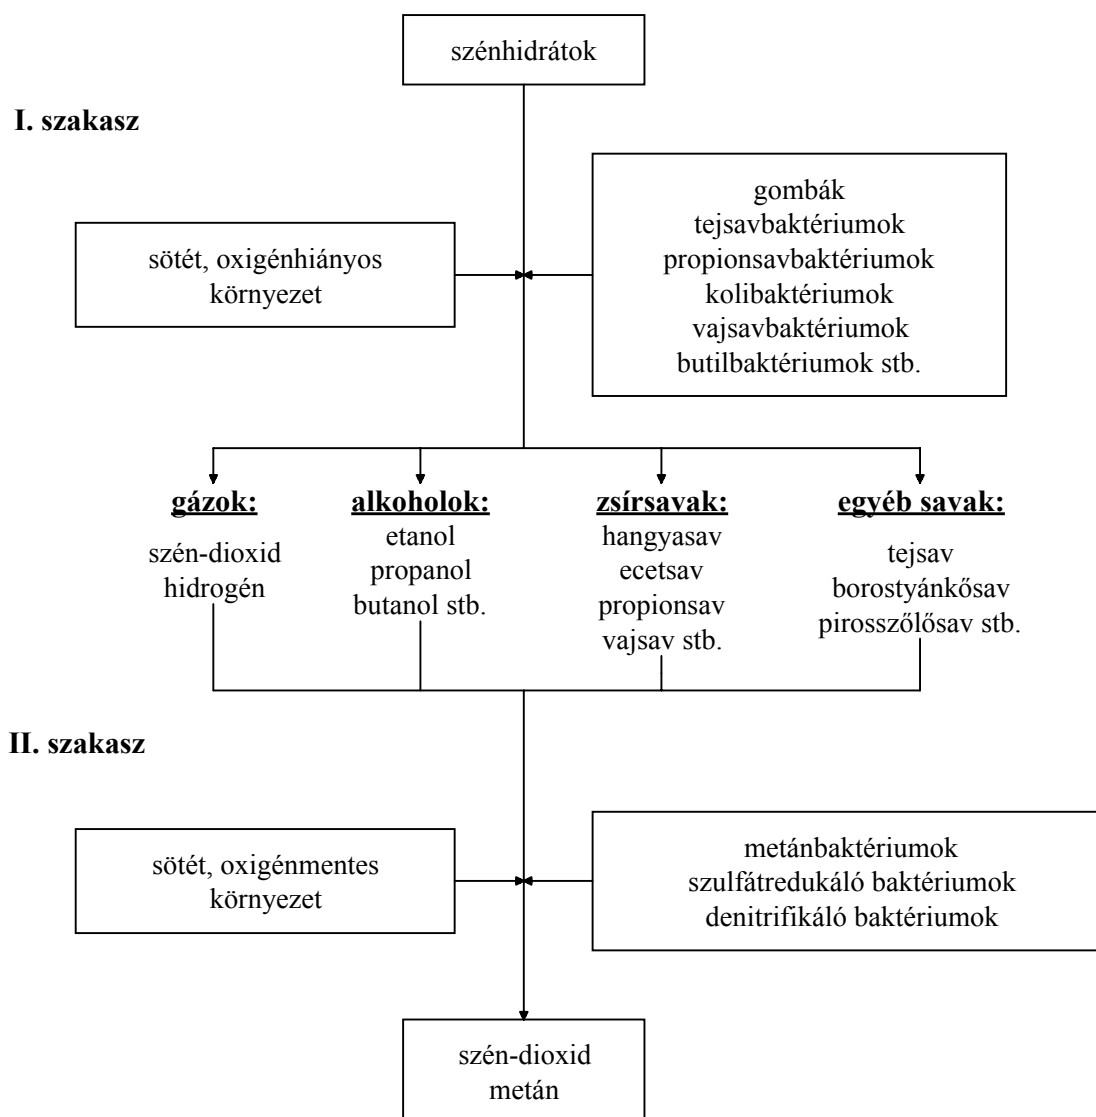 szénhidrátok
I. szakasz
sötét, oxigénhiányos
környezet
gombák
tejsavbaktériumok
propionsavbaktériumok
kolibaktériumok
vajsavbaktériumok
butilbaktériumok stb.
gázok:
szén-dioxid
hidrogén
alkoholok:
etanol
propanol
butanol stb.
zsírsavak:
hangyasav
ecetsav
propionsav
vajsav stb.
egyéb savak:
tejsav
borostyánkősav
pirosszőlősav stb.
II. szakasz
sötét, oxigénmentes
környezet
metánbaktériumok
szulfátredukáló baktériumok
denitrifikáló baktériumok
szén-dioxid
metán